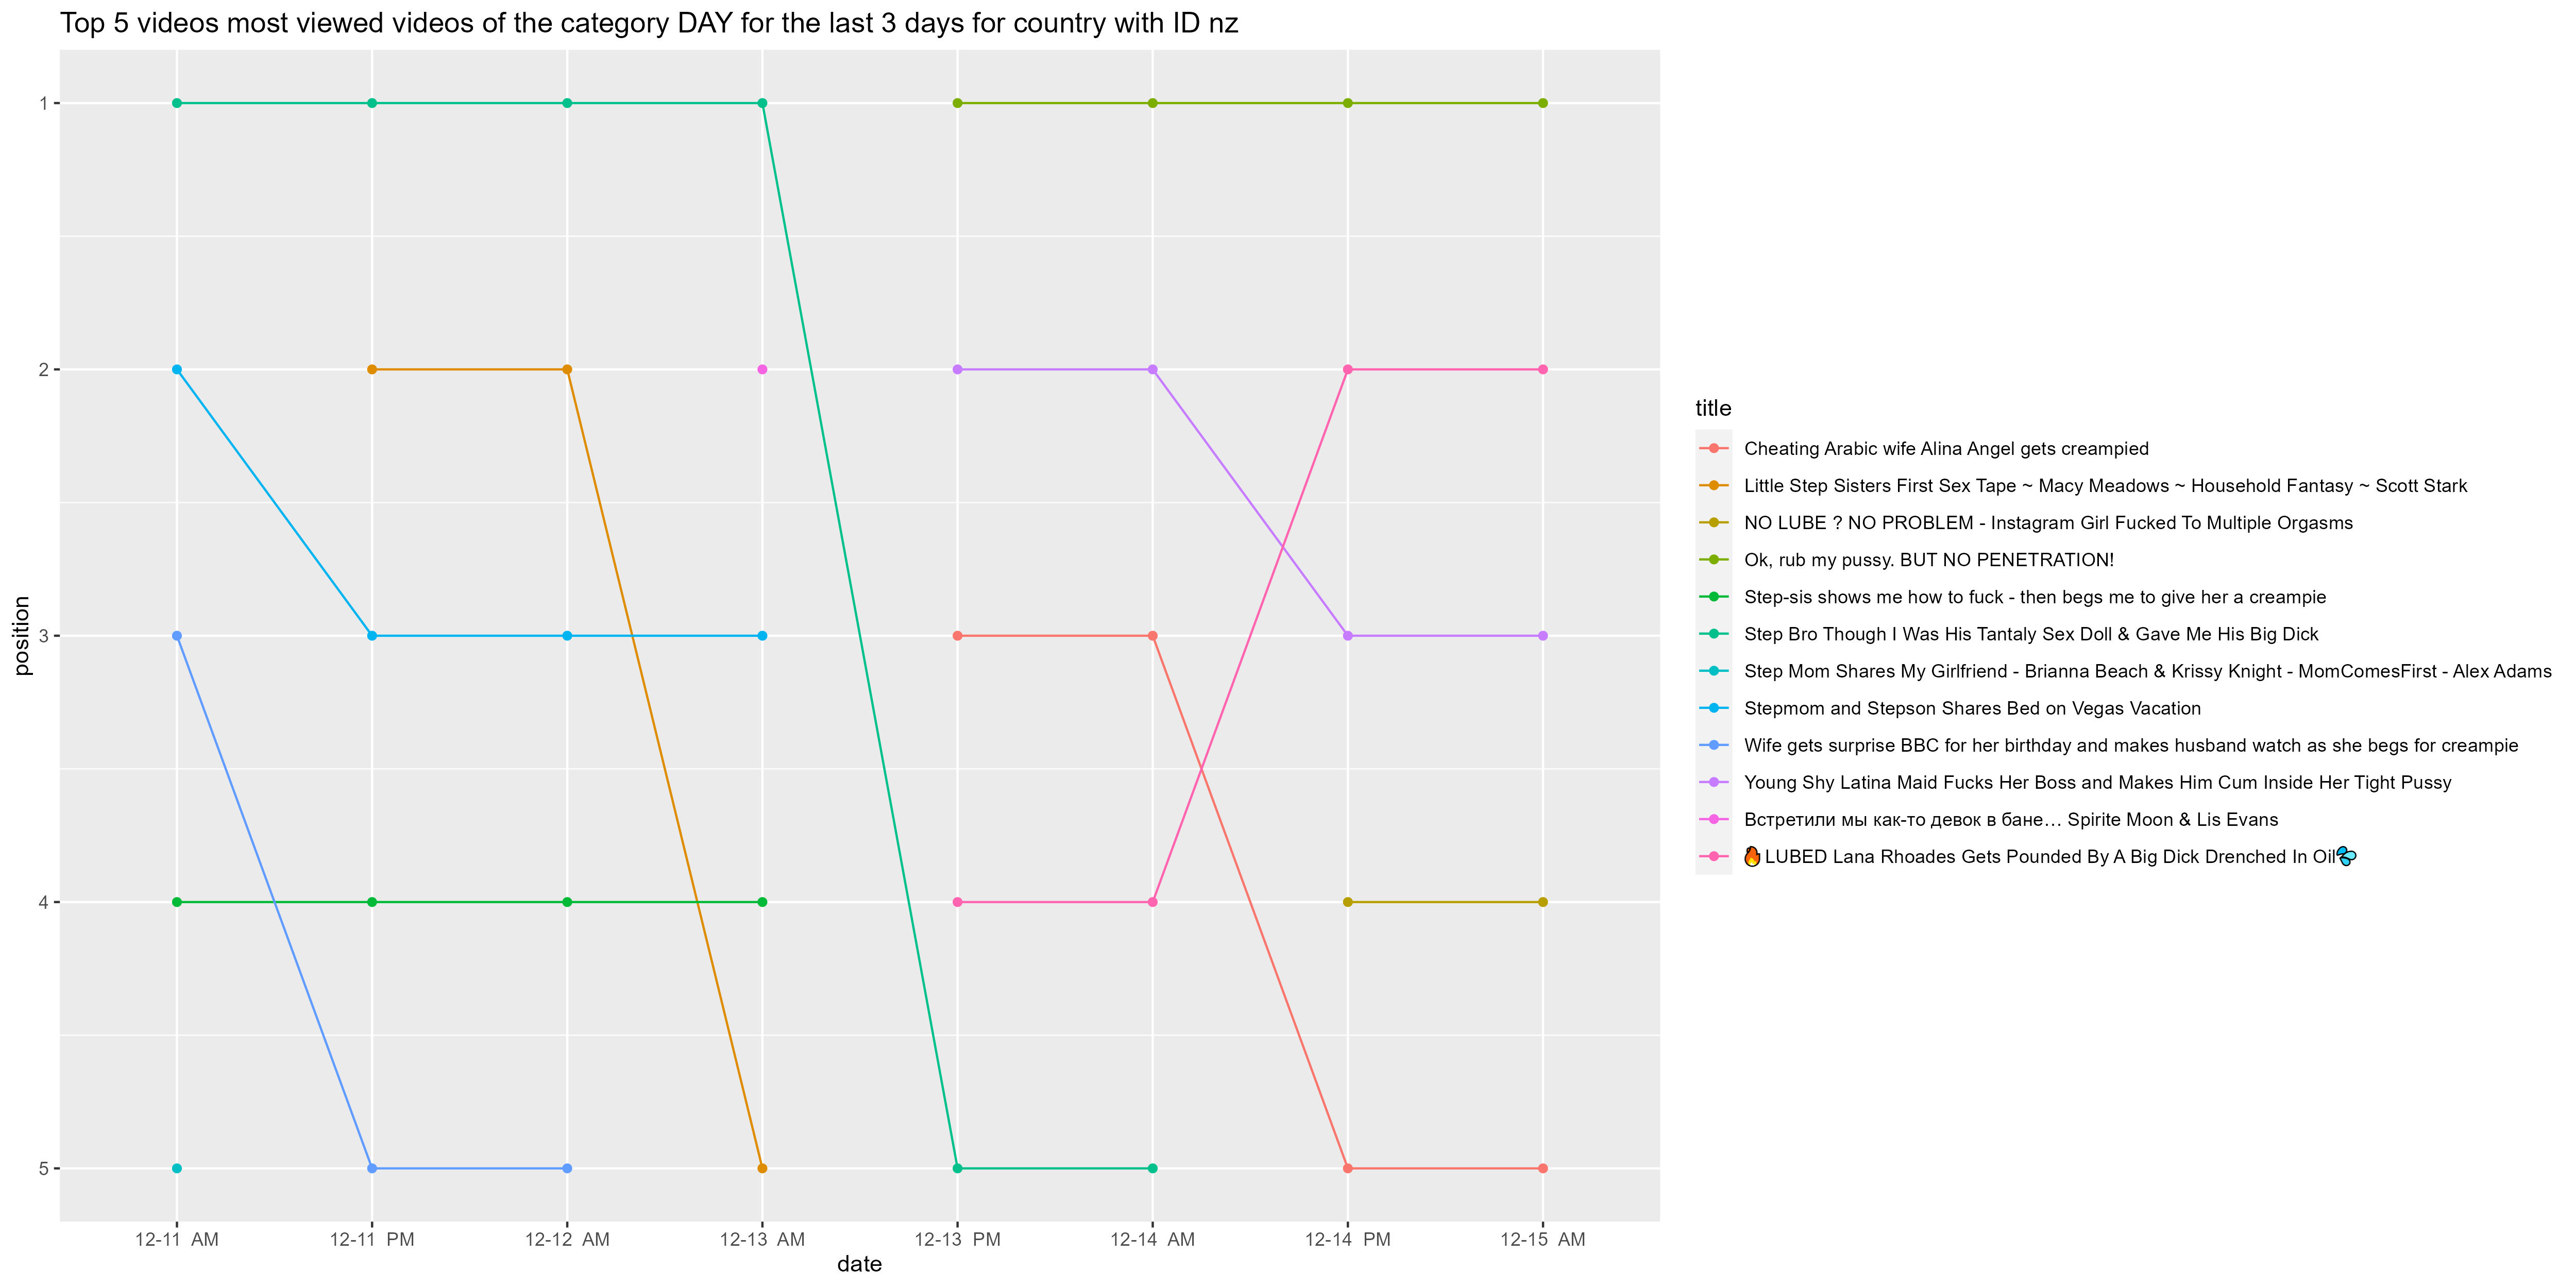 Top 5 videos most viewed videos of the category DAY for the last 3 days for country with ID nz
1
2
3
4
5
position
12-11 AM
12-11 PM
12-12 AM
12-13 AM
12-13 PM
12-14 AM
12-14 PM
12-15 AM
date
title
Cheating Arabic wife Alina Angel gets creampied
Little Step Sisters First Sex Tape ~ Macy Meadows ~ Household Fantasy ~ Scott Stark
NO LUBE ? NO PROBLEM - Instagram Girl Fucked To Multiple Orgasms
Ok, rub my pussy. BUT NO PENETRATION!
Step-sis shows me how to fuck - then begs me to give her a creampie
Step Bro Though I Was His Tantaly Sex Doll & Gave Me His Big Dick
Step Mom Shares My Girlfriend - Brianna Beach & Krissy Knight - MomComesFirst - Alex Adams
Stepmom and Stepson Shares Bed on Vegas Vacation
Wife gets surprise BBC for her birthday and makes husband watch as she begs for creampie
Young Shy Latina Maid Fucks Her Boss and Makes Him Cum Inside Her Tight Pussy
Встретили мы как-то девок в бане… Spirite Moon & Lis Evans
🔥LUBED Lana Rhoades Gets Pounded By A Big Dick Drenched In Oil💦